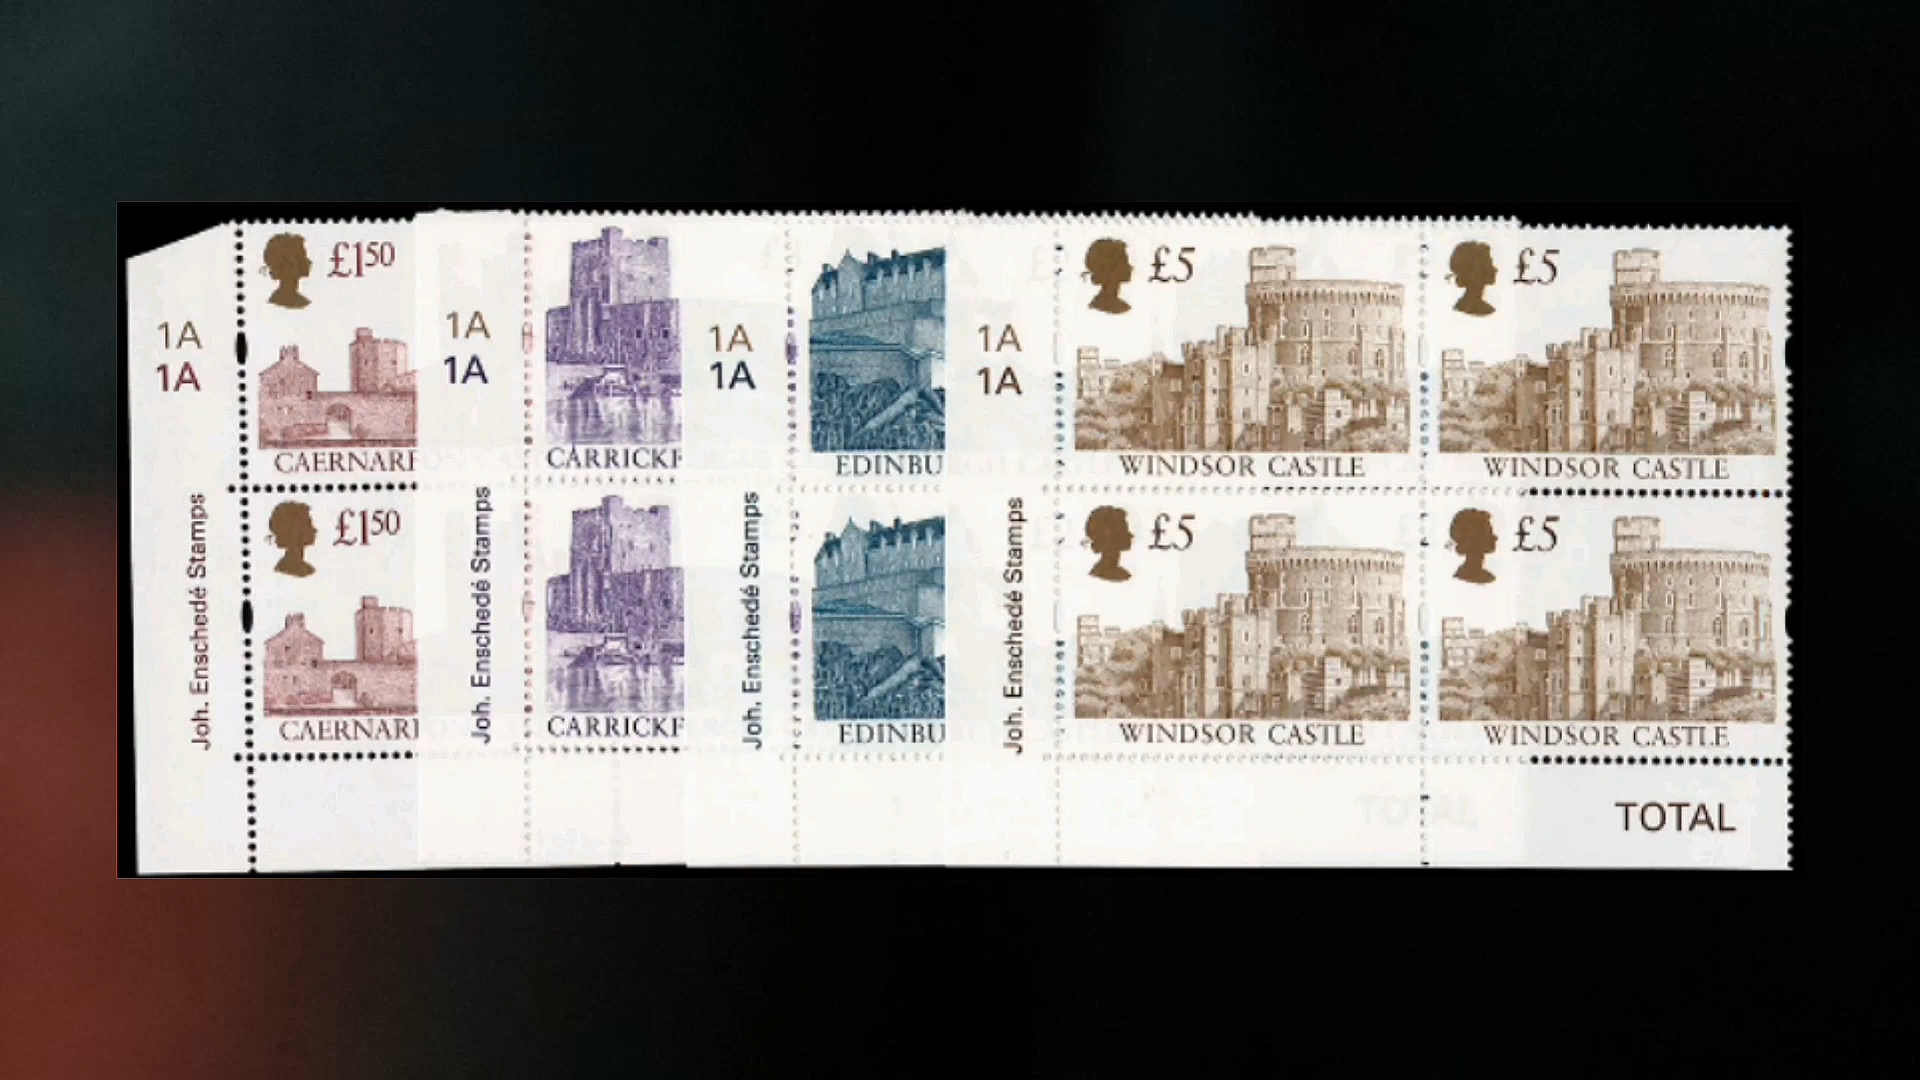 £150
1A
1A
CAERNARF
Joh. Enschedé Stamps
£150
CAERNARF
1A
1A
CARRICKF
Joh. Enschedé Stamps
CARRICKF
1A
1A
EDINBU
Joh. Enschedé Stamps
EDINBU
£5 £5
1A
1A
WINDSOR CASTLE WINDSOR CASTLE
Joh. Enschedé Stamps
£5 £5
WINDSOR CASTLE WINDSOR CASTLE
TOTAL